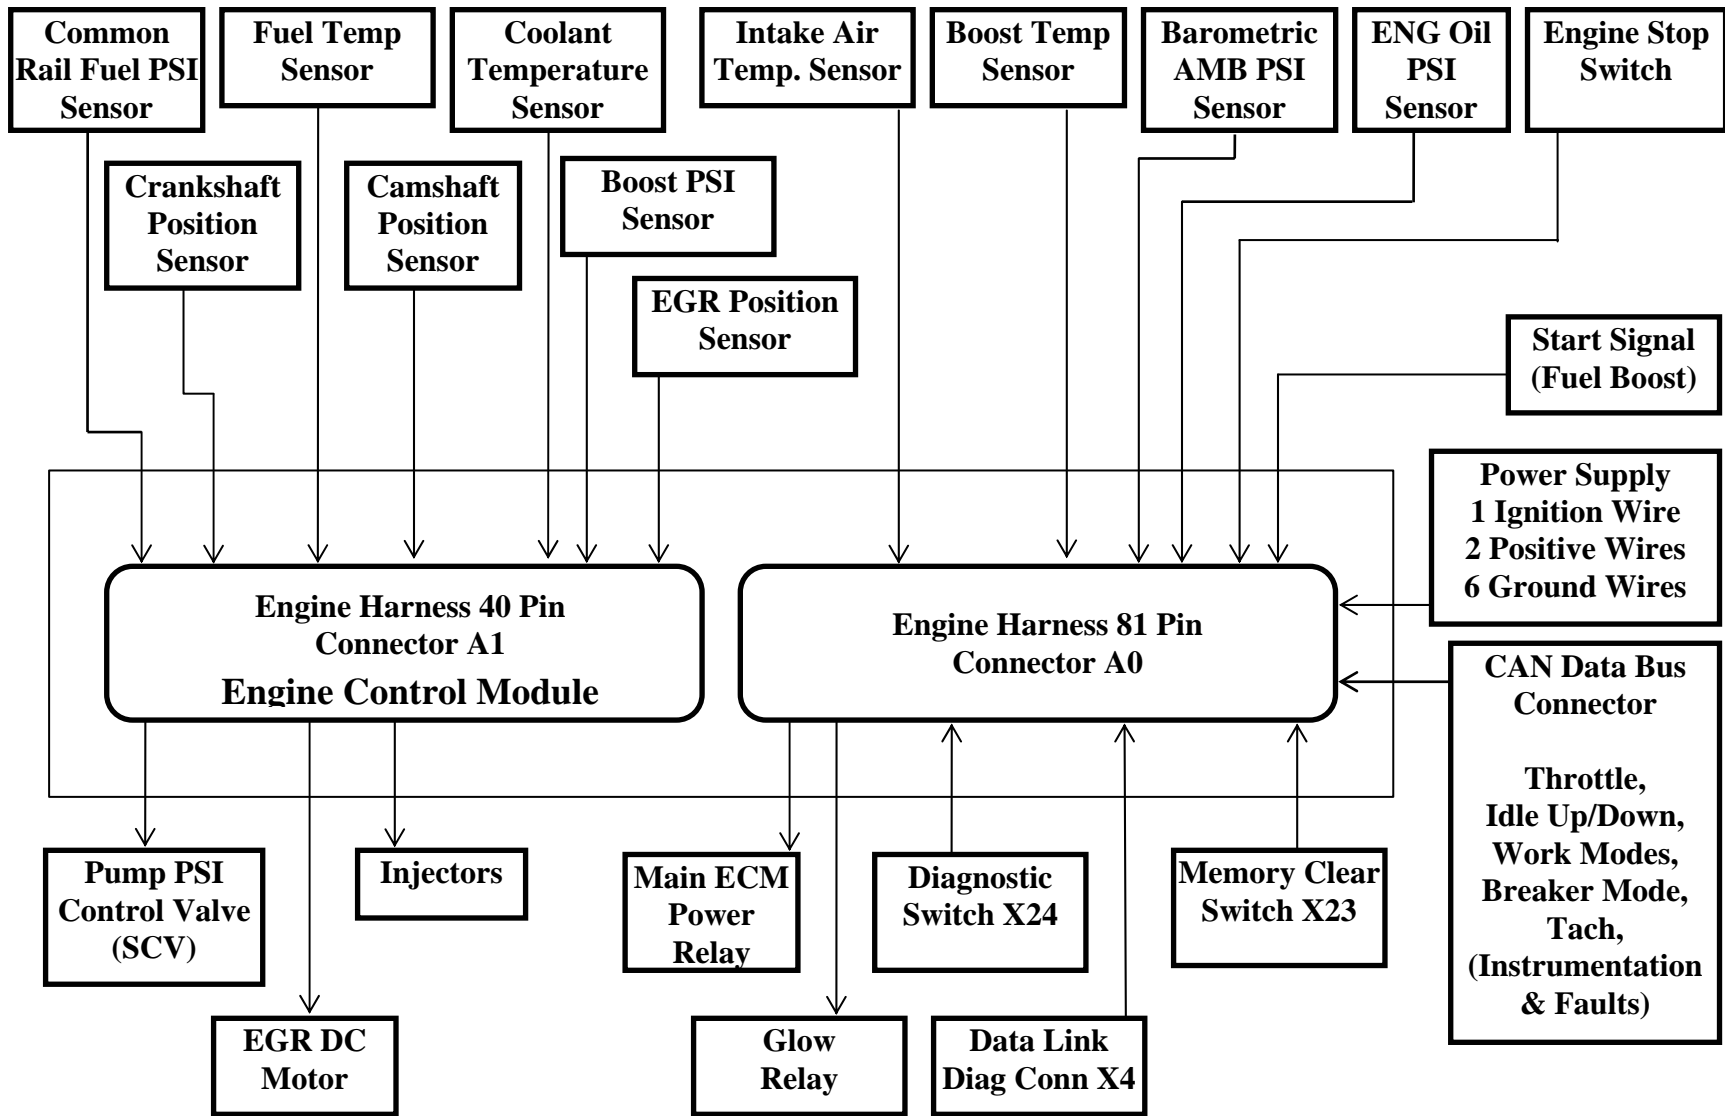 Common
Rail Fuel PSI
Sensor
Fuel Temp
Sensor
Coolant
Temperature
Sensor
Intake Air
Temp. Sensor
Boost Temp
Sensor
Barometric
AMB PSI
Sensor
ENG Oil
PSI
Sensor
Engine Stop
Switch
Crankshaft
Position
Sensor
Camshaft
Position
Sensor
Boost PSI
Sensor
EGR Position
Sensor
Start Signal
(Fuel Boost)
Power Supply
1 Ignition Wire
2 Positive Wires
6 Ground Wires
Engine Harness 40 Pin
Connector A1
Engine Control Module
Engine Harness 81 Pin
Connector A0
CAN Data Bus
Connector
Throttle,
Idle Up/Down,
Work Modes,
Breaker Mode,
Tach,
(Instrumentation
& Faults)
Pump PSI
Control Valve
(SCV)
Injectors
Main ECM
Power
Relay
Diagnostic
Switch X24
Memory Clear
Switch X23
EGR DC
Motor
Glow
Relay
Data Link
Diag Conn X4